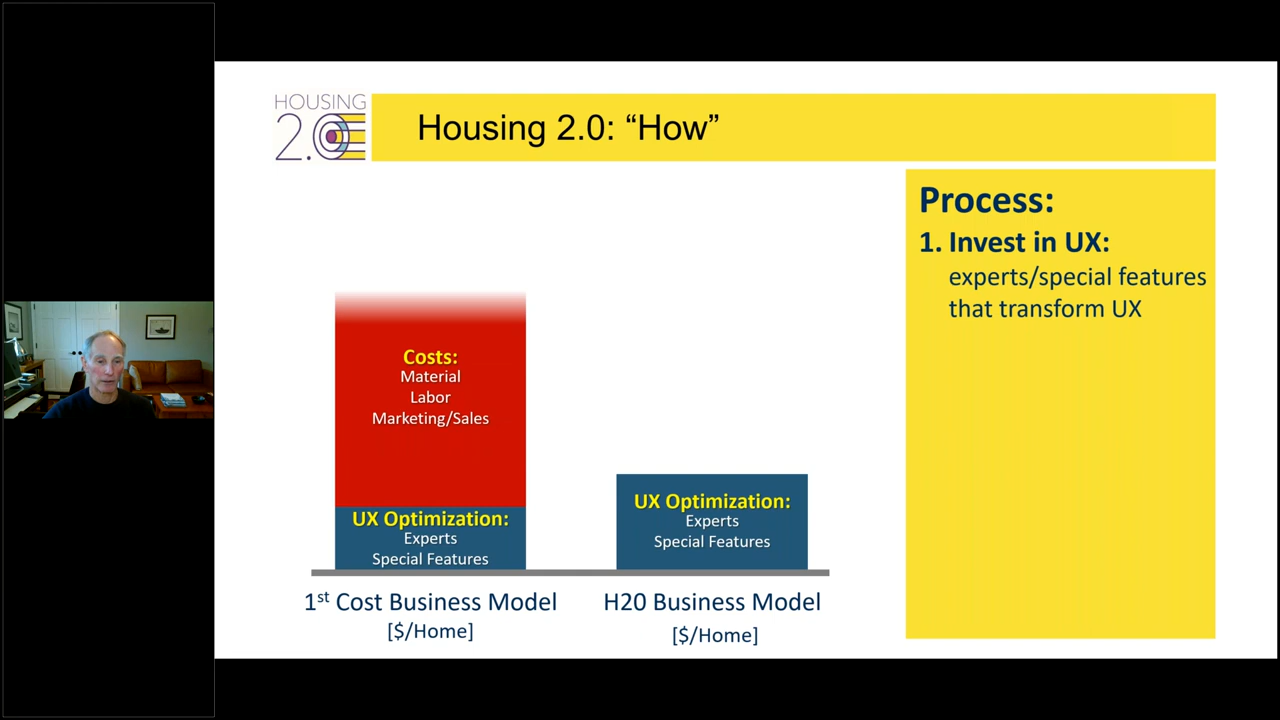 HOUSING
2.0
Housing 2.0: “How”
Process:
1. Invest in UX:
experts/special features
that transform UX
Costs:
Material
Labor
Marketing/Sales
UX Optimization:
Experts
Special Features
UX Optimization:
Experts
Special Features
1st Cost Business Model
[$/Home]
H20 Business Model
[$/Home]